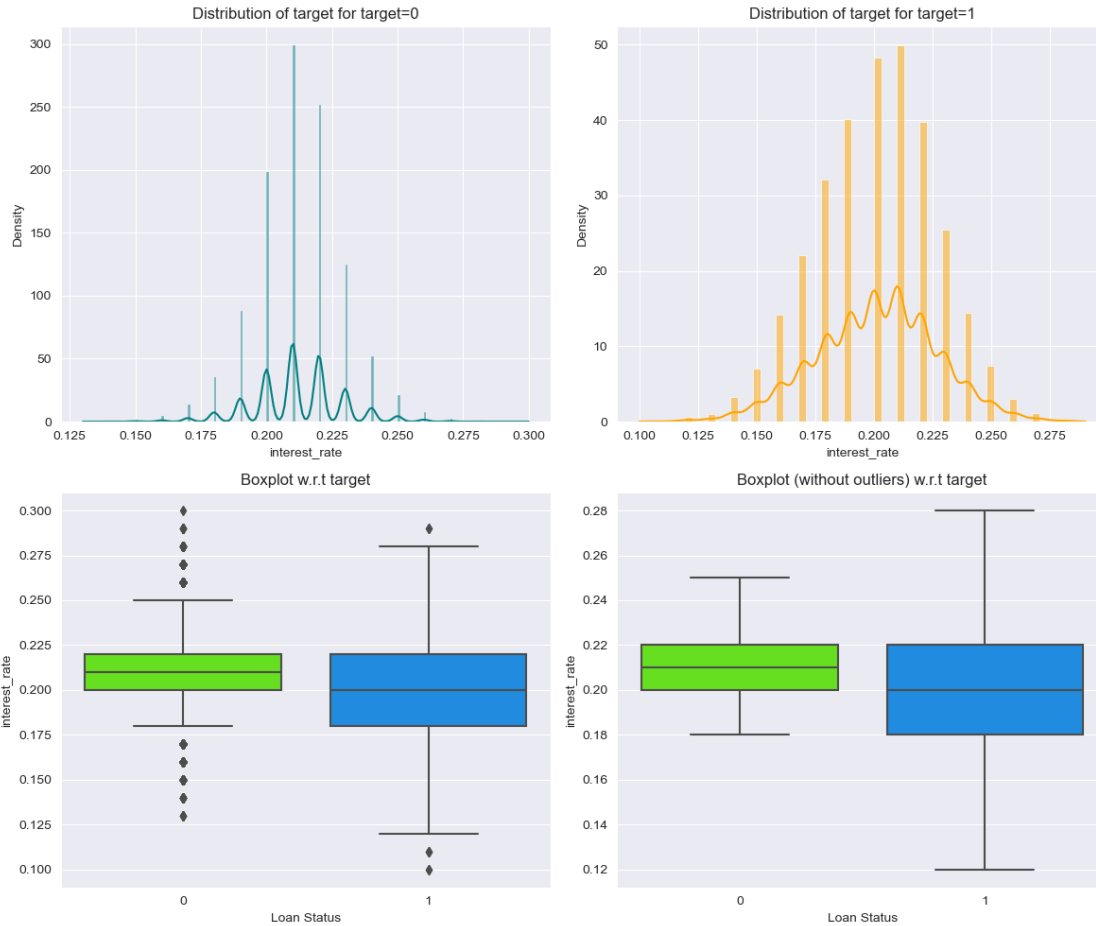 Distribution of target for target=0
Density
300
250
200
150
100
50
0
0.125 0.150 0.175 0.200 0.225 0.250 0.275 0.300
interest_rate
Distribution of target for target=1
Density
50
40
30
20
10
0
0.100 0.125 0.150 0.175 0.200 0.225 0.250 0.275
interest_rate
Boxplot w.r.t target
interest_rate
0.300
0.275
0.250
0.225
0.200
0.175
0.150
0.125
0.100
0 1
Loan Status
Boxplot (without outliers) w.r.t target
interest_rate
0.28
0.26
0.24
0.22
0.20
0.18
0.16
0.14
0.12
0 1
Loan Status